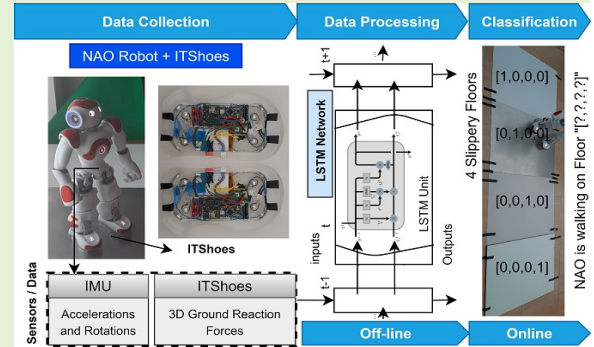 Data Collection
Data Processing
Classification
NAO Robot + ITShoes
ITShoes
Sensors / Data
IMU
Accelerations
and Rotations
ITShoes
3D Ground Reaction
Forces
LSTM Network
t+1
t
t-1
inputs
LSTM Unit
Outputs
Off-line
4 Slippery Floors
[1,0,0,0]
[0,1,0,0]
[0,0,1,0]
[0,0,0,1]
NAO is walking on Floor "[?,?,?,?]"
Online